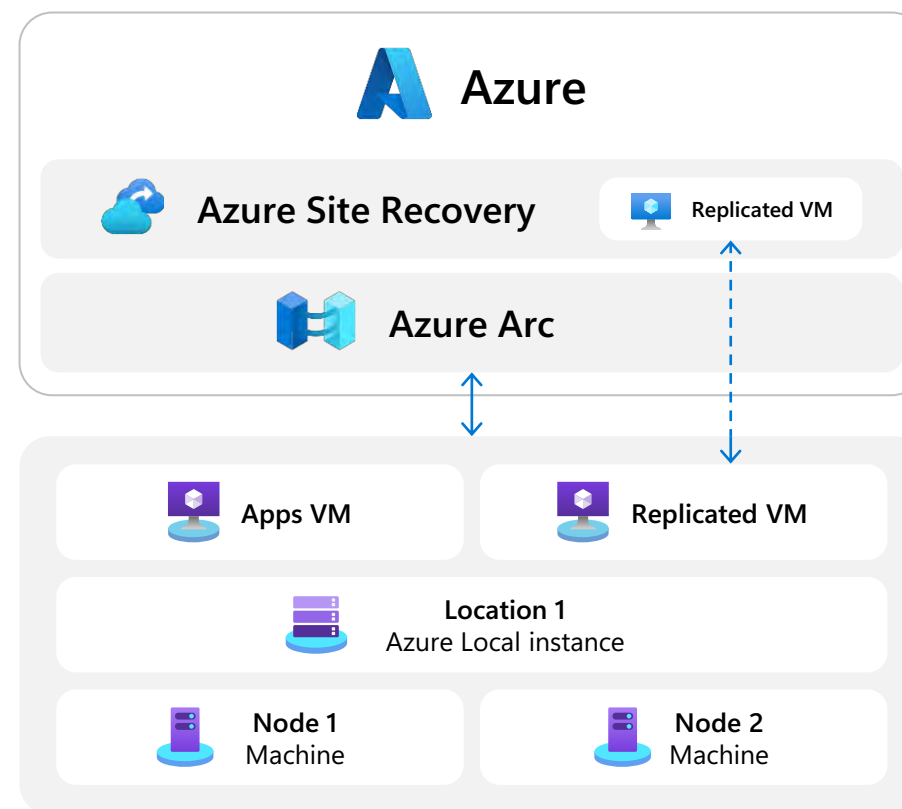 Azure
Azure Site Recovery
Replicated VM
Azure Arc
Apps VM
Replicated VM
Location 1
Azure Local instance
Node 1
Machine
Node 2
Machine